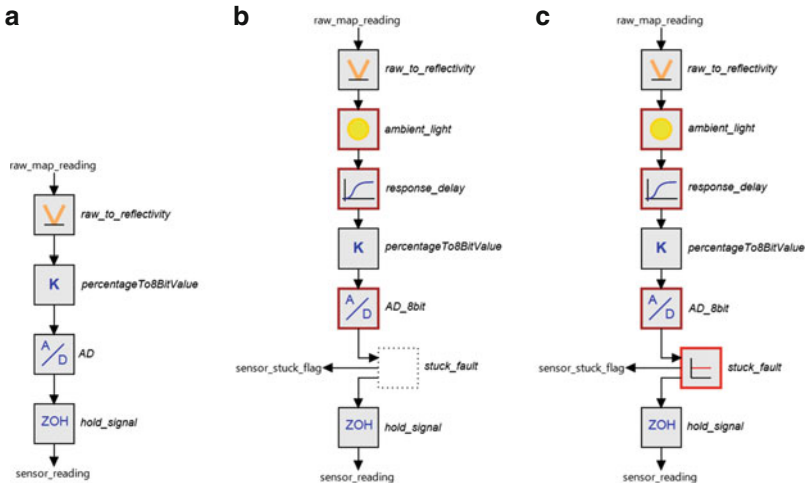 a
raw_map_reading
raw_to_reflectivity
K
percentageTo8BitValue
A/D
AD
ZOH
hold_signal
sensor_reading
b
raw_map_reading
raw_to_reflectivity
ambient_light
response_delay
K
percentageTo8BitValue
A/D
AD_8bit
sensor_stuck_flag
stuck_fault
ZOH
hold_signal
sensor_reading
c
raw_map_reading
raw_to_reflectivity
ambient_light
response_delay
K
percentageTo8BitValue
A/D
AD_8bit
sensor_stuck_flag
stuck_fault
ZOH
hold_signal
sensor_reading